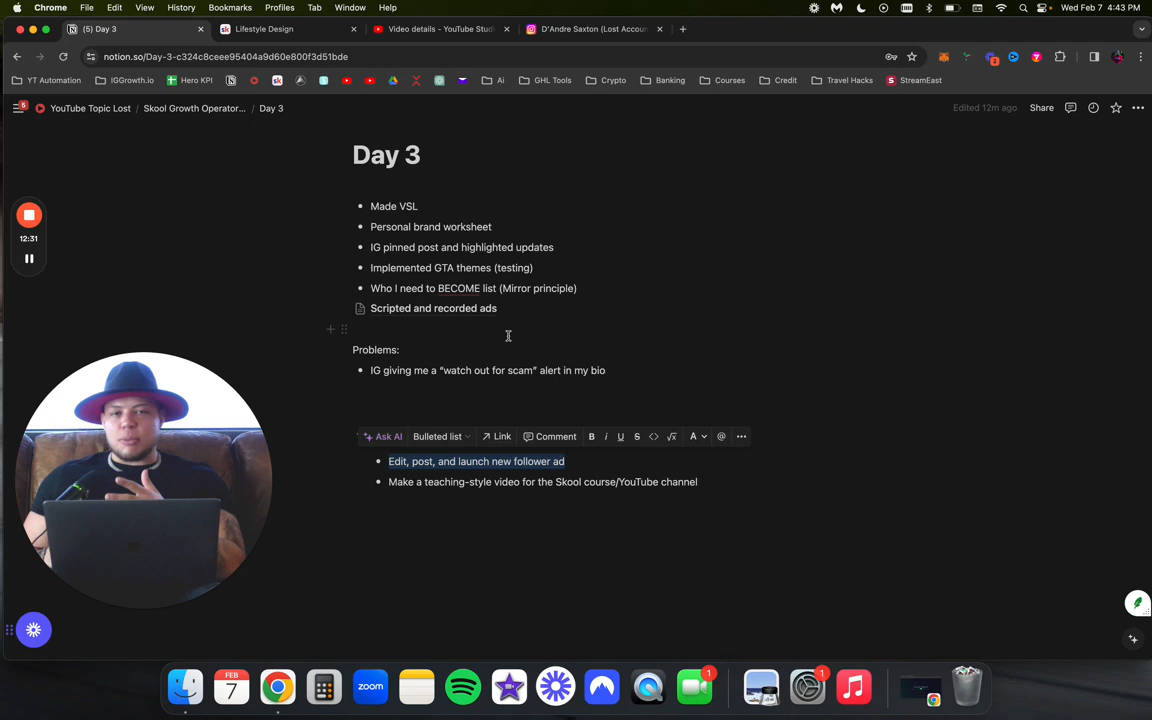 Chrome File Edit View History Bookmarks Profiles Tab Window Help Wed Feb 7 4:43 PM
(5) Day 3 Lifestyle Design Video details - YouTube Stud D'Andre Saxton (Lost Accoun
notion.so/Day-3-c324c8ceee95404a9d60e800f3d51bde
YT Automation IGGrowth.io Hero KPI Ai GHL Tools Crypto Banking Courses Credit Travel Hacks StreamEast
YouTube Topic Lost / Skool Growth Operator... / Day 3 Edited 12m ago Share
Day 3
• Made VSL
• Personal brand worksheet
• IG pinned post and highlighted updates
• Implemented GTA themes (testing)
• Who I need to BECOME list (Mirror principle)
Scripted and recorded ads
12:31
Problems:
• IG giving me a “watch out for scam” alert in my bio
Ask AI Bulleted list Link Comment B i U S A @
• Edit, post, and launch new follower ad
• Make a teaching-style video for the Skool course/YouTube channel
FEB
7
zoom
1
1